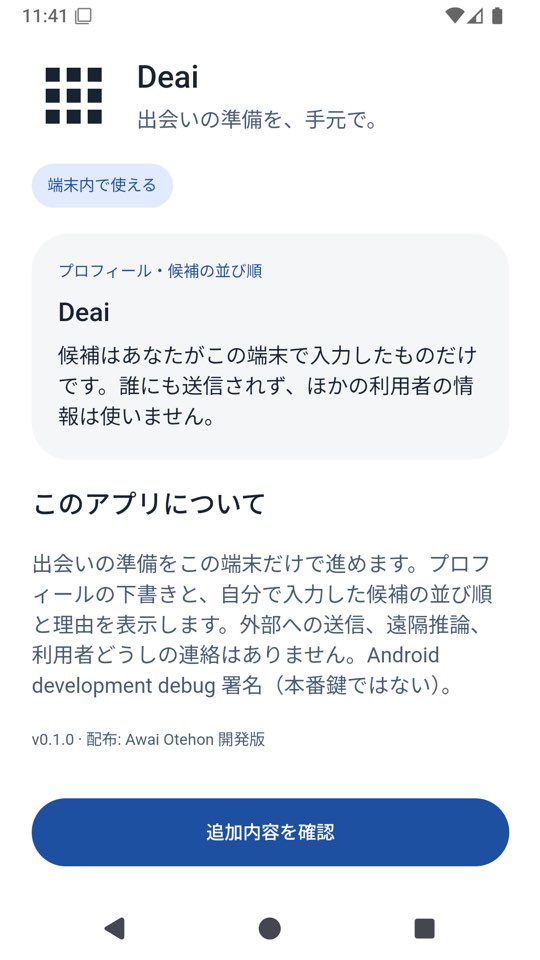 11:41
Deai
出会いの準備を、手元で。
端末内で使える
プロフィール・候補の並び順
Deai
候補はあなたがこの端末で入力したものだけ
です。誰にも送信されず、ほかの利用者の情
報は使いません。
このアプリについて
出会いの準備をこの端末だけで進めます。プロフ
ィールの下書きと、自分で入力した候補の並び順
と理由を表示します。外部への送信、遠隔推論、
利用者どうしの連絡はありません。Android
development debug 署名（本番鍵ではない）。
v0.1.0 · 配布: Awai Otehon 開発版
追加内容を確認